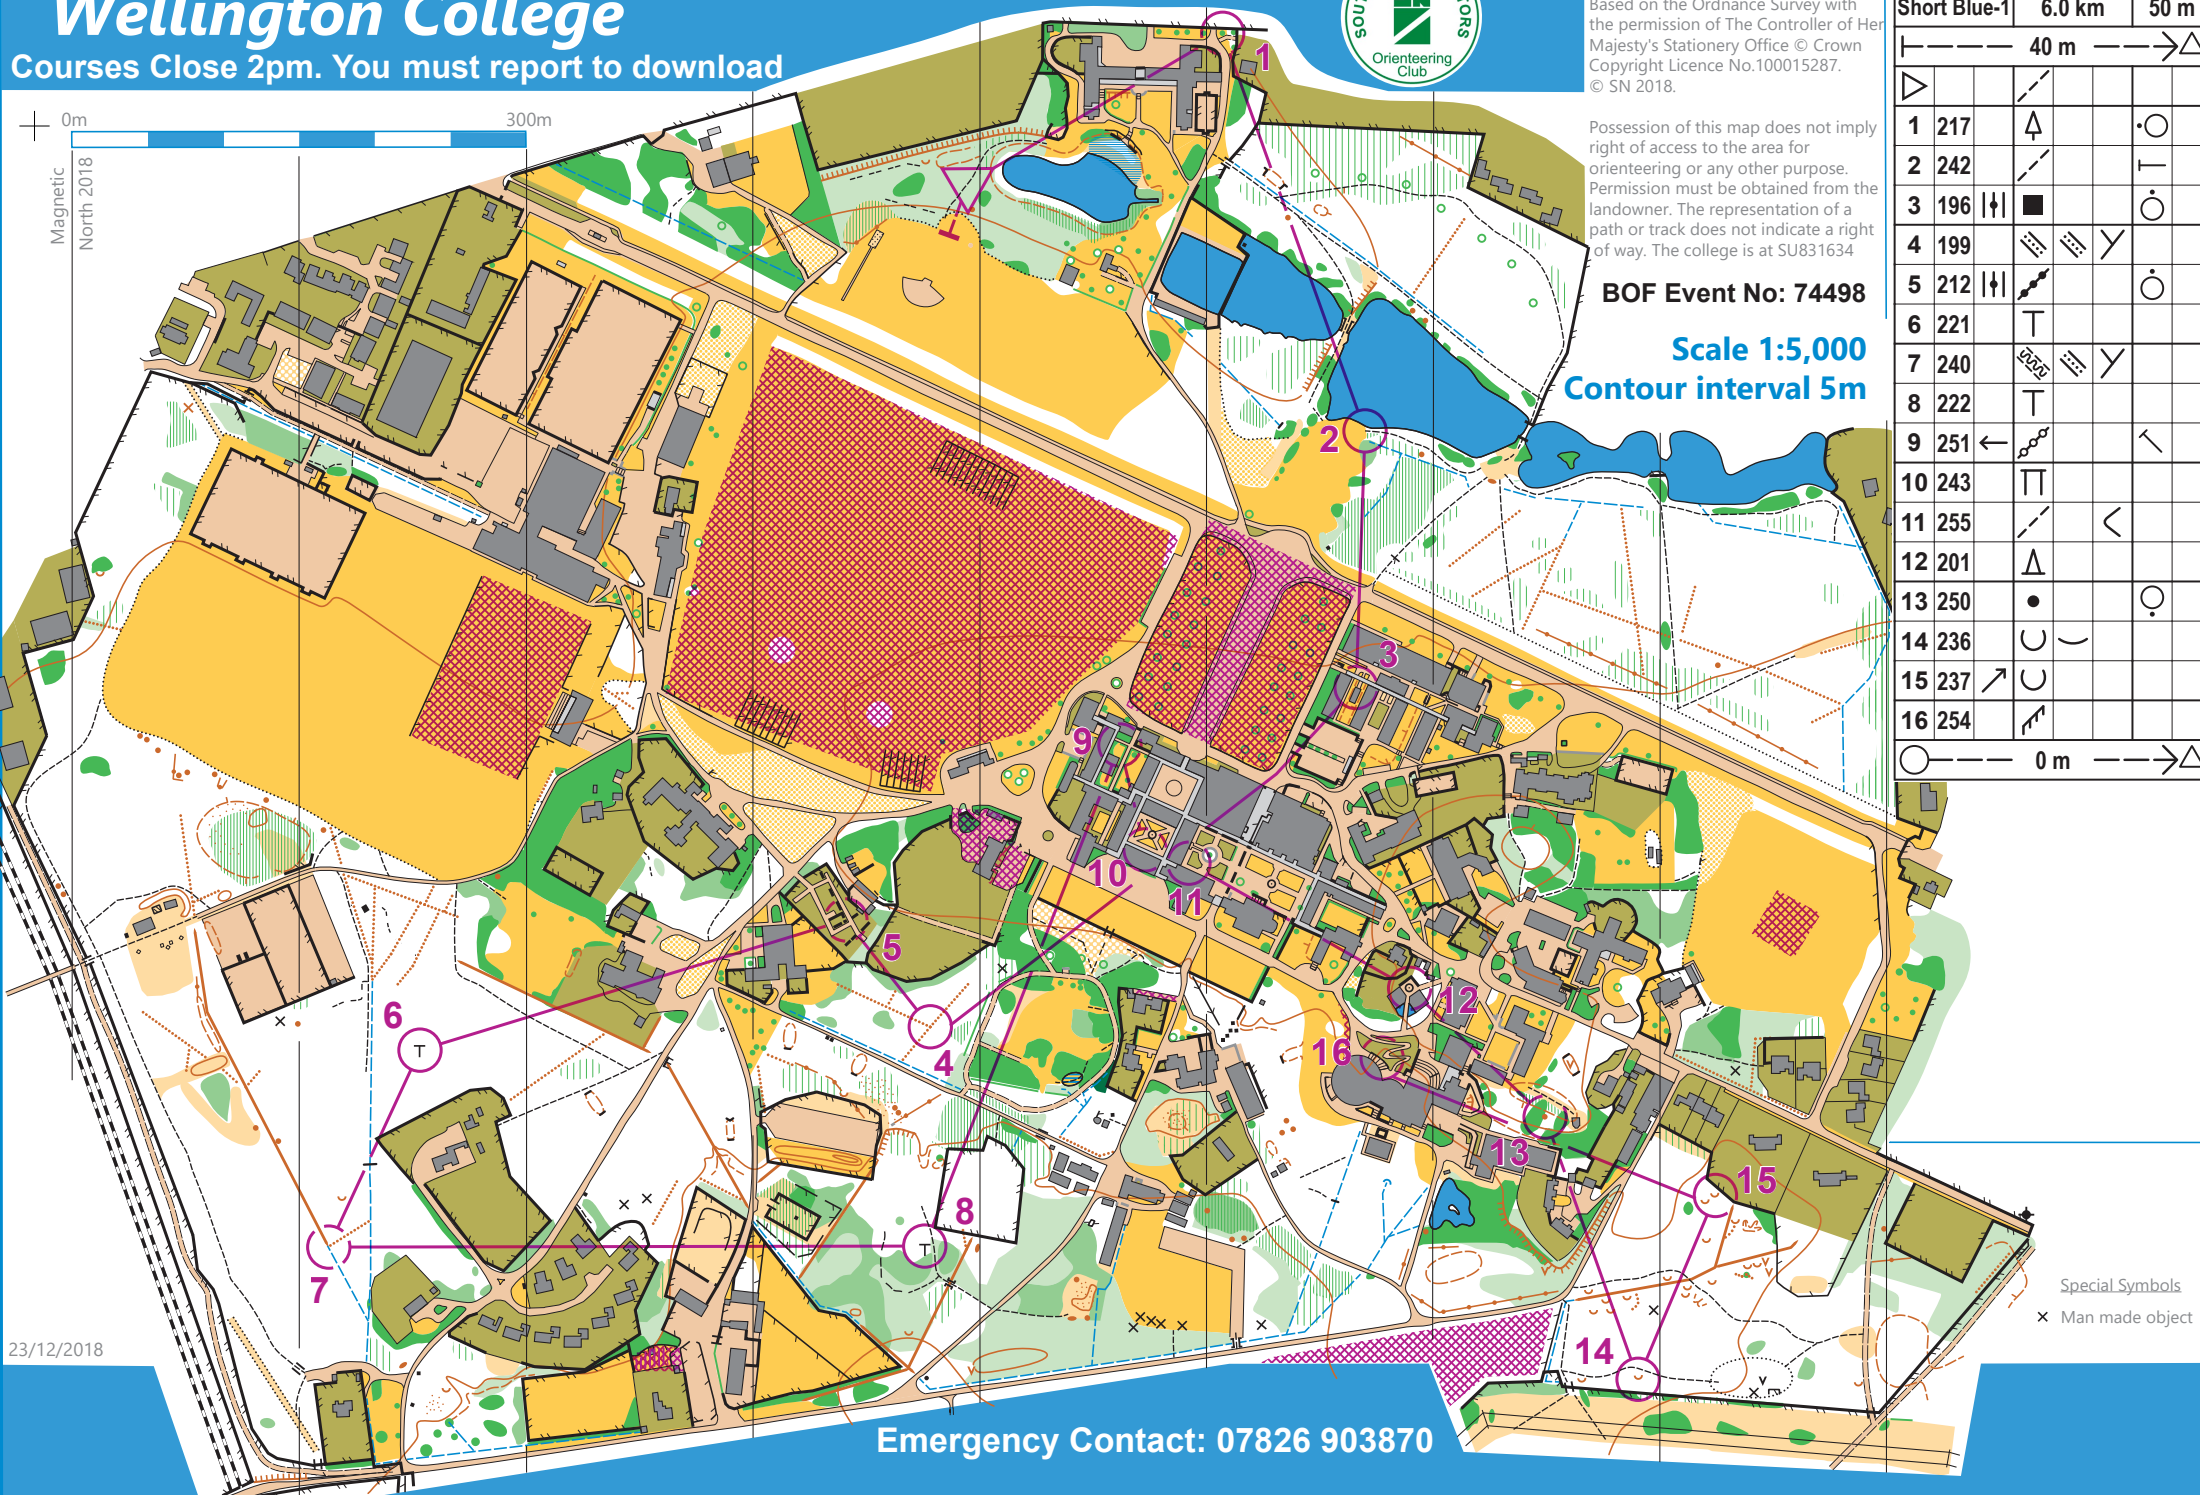 Wellington College
Courses Close 2pm. You must report to download
0m 300m
Magnetic
North 2018
Orienteering
Club
Based on the Ordnance Survey with
the permission of The Controller of Her
Majesty's Stationery Office © Crown
Copyright Licence No.100015287.
© SN 2018.
Possession of this map does not imply
right of access to the area for
orienteering or any other purpose.
Permission must be obtained from the
landowner. The representation of a
path or track does not indicate a right
of way. The college is at SU831634
BOF Event No: 74498
Scale 1:5,000
Contour interval 5m
Short Blue-1 6.0 km 50 m
40 m
1 217
2 242
3 196
4 199
5 212
6 221
7 240
8 222
9 251
10 243
11 255
12 201
13 250
14 236
15 237
16 254
0 m
1
2
3
9
10
11
5
6
4
12
16
13
15
8
7
14
Special Symbols
× Man made object
23/12/2018
Emergency Contact: 07826 903870